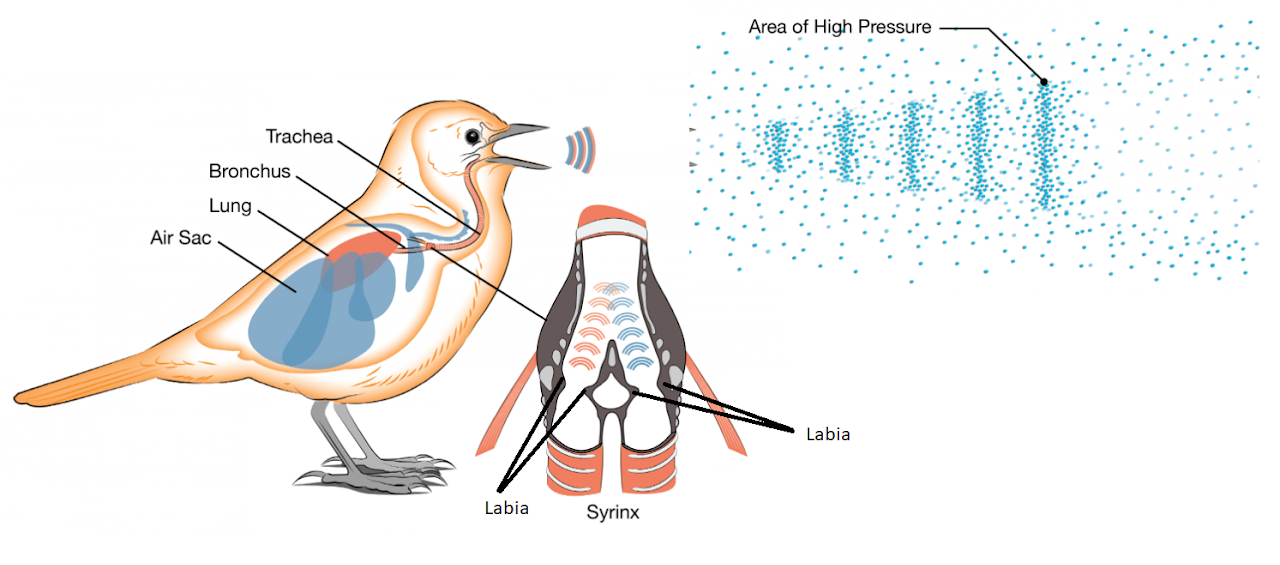 Area of High Pressure
Trachea
Bronchus
Lung
Air Sac
Labia
Labia
Syrinx